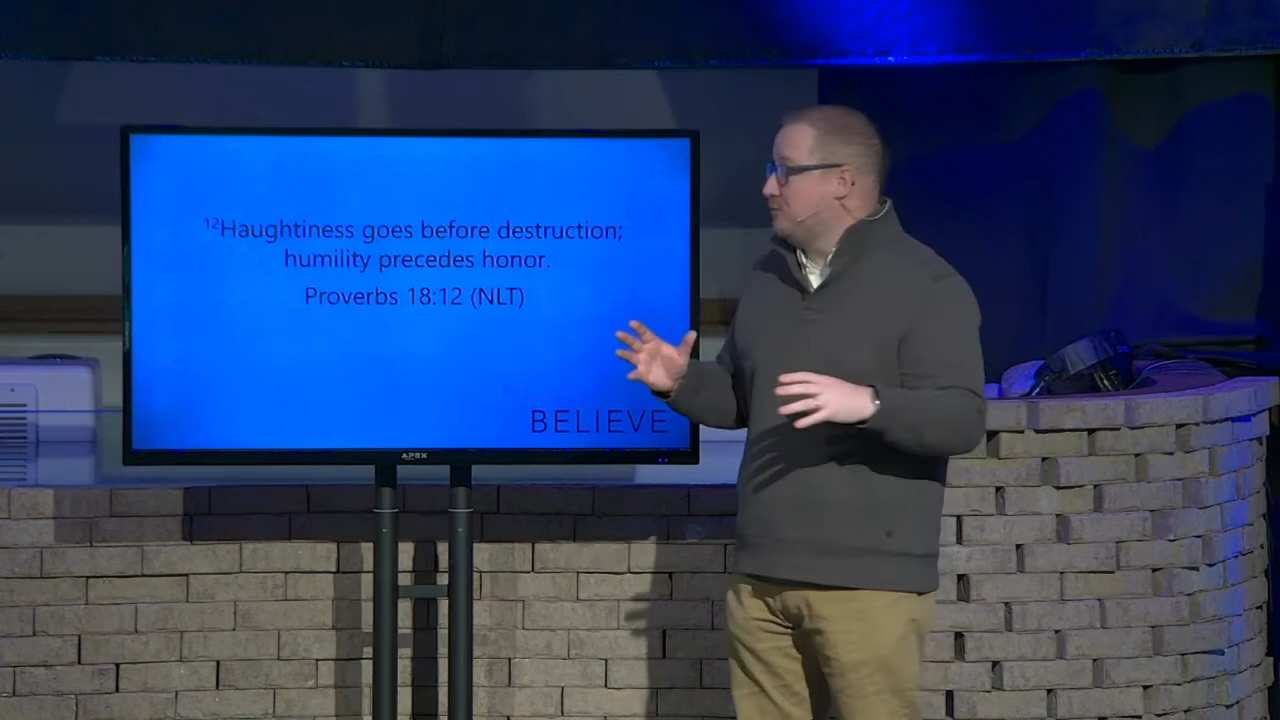 ¹²Haughtiness goes before destruction;
humility precedes honor.
Proverbs 18:12 (NLT)
BELIEVE
APEX